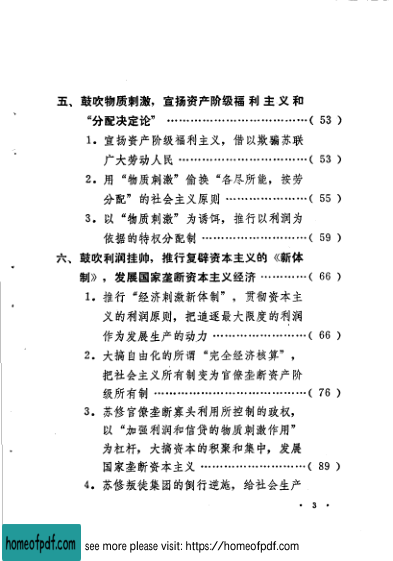 五、鼓吹物质刺激，宣扬资产阶级福利主义和
“分配决定论” ……………………………( 53 )
1. 宣扬资产阶级福利主义，借以欺骗苏联
广大劳动人民 …………………………( 53 )
2. 用“物质刺激”偷换“各尽所能，按劳
分配”的社会主义原则 ………………( 55 )
3. 以“物质刺激”为诱饵，推行以利润为
依据的特权分配制 ……………………( 59 )
六、鼓吹利润挂帅，推行复辟资本主义的《新体
制》，发展国家垄断资本主义经济 …………( 66 )
1. 推行“经济刺激新体制”，贯彻资本主
义的利润原则，把追逐最大限度的利润
作为发展生产的动力 …………………( 66 )
2. 大搞自由化的所谓“完全经济核算”，
把社会主义所有制变为官僚垄断资产阶
级所有制 ………………………………( 76 )
3. 苏修官僚垄断寡头利用所控制的政权，
以“加强利润和信贷的物质刺激作用”
为杠杆，大搞资本的积聚和集中，发展
国家垄断资本主义 ……………………( 89 )
4. 苏修叛徒集团的倒行逆施，给社会生产
· 3 ·
homeofpdf.com
see more please visit: https://homeofpdf.com